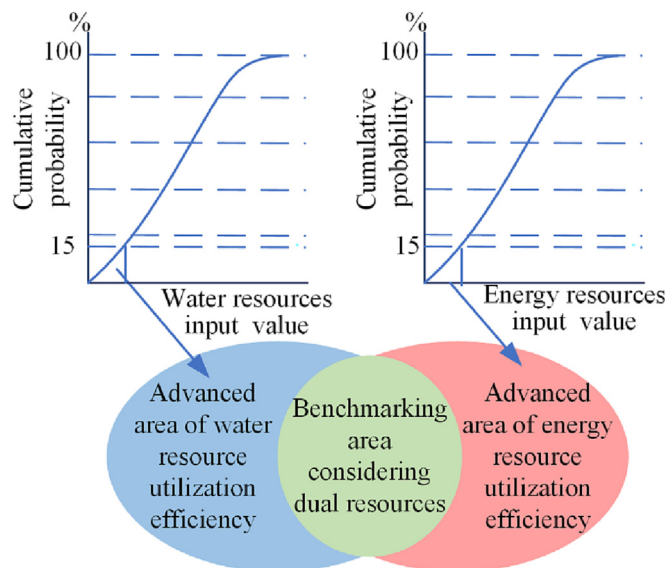 %
100
Cumulative
probability
15
Water resources
input value
%
100
Cumulative
probability
15
Energy resources
input value
Advanced
area of water
resource
utilization
efficiency
Benchmarking
area
considering
dual resources
Advanced
area of energy
resource
utilization
efficiency